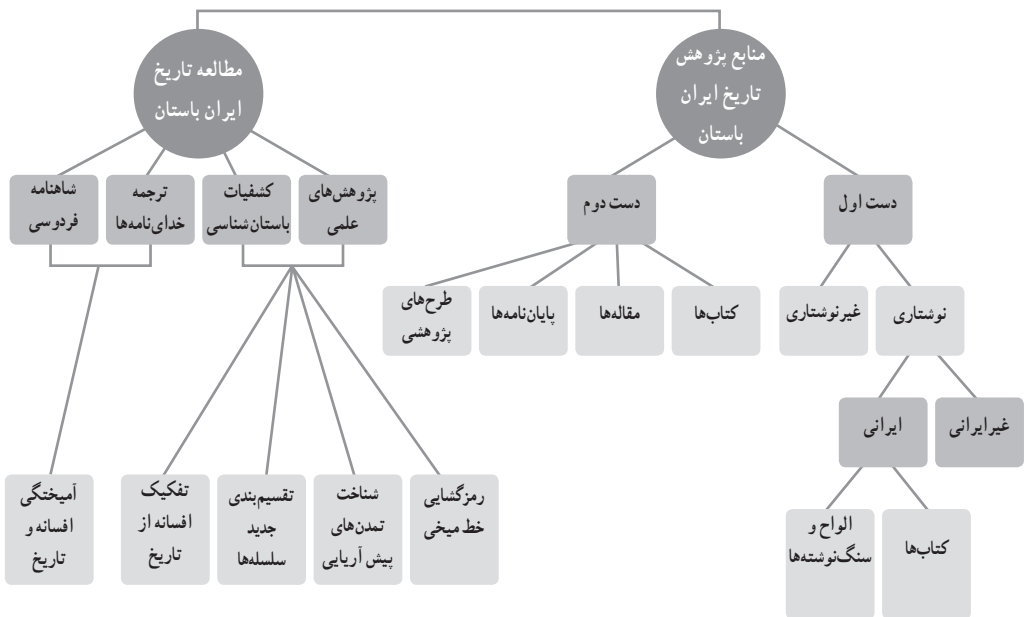 منابع پژوهش
تاریخ ایران
باستان
مطالعه تاریخ
ایران باستان
دست اول
دست دوم
پژوهش‌های
علمی
کشفیات
باستان‌شناسی
ترجمه
خدای‌نامه‌ها
شاهنامه
فردوسی
نوشتاری
غیرنوشتاری
کتاب‌ها
مقاله‌ها
پایان‌نامه‌ها
طرح‌های
پژوهشی
غیرایرانی
ایرانی
کتاب‌ها
الواح و
سنگ‌نوشته‌ها
رمزگشایی
خط میخی
شناخت
تمدن‌های
پیش آریایی
تقسیم‌بندی
جدید
سلسله‌ها
تفکیک
افسانه از
تاریخ
آمیختگی
افسانه و
تاریخ